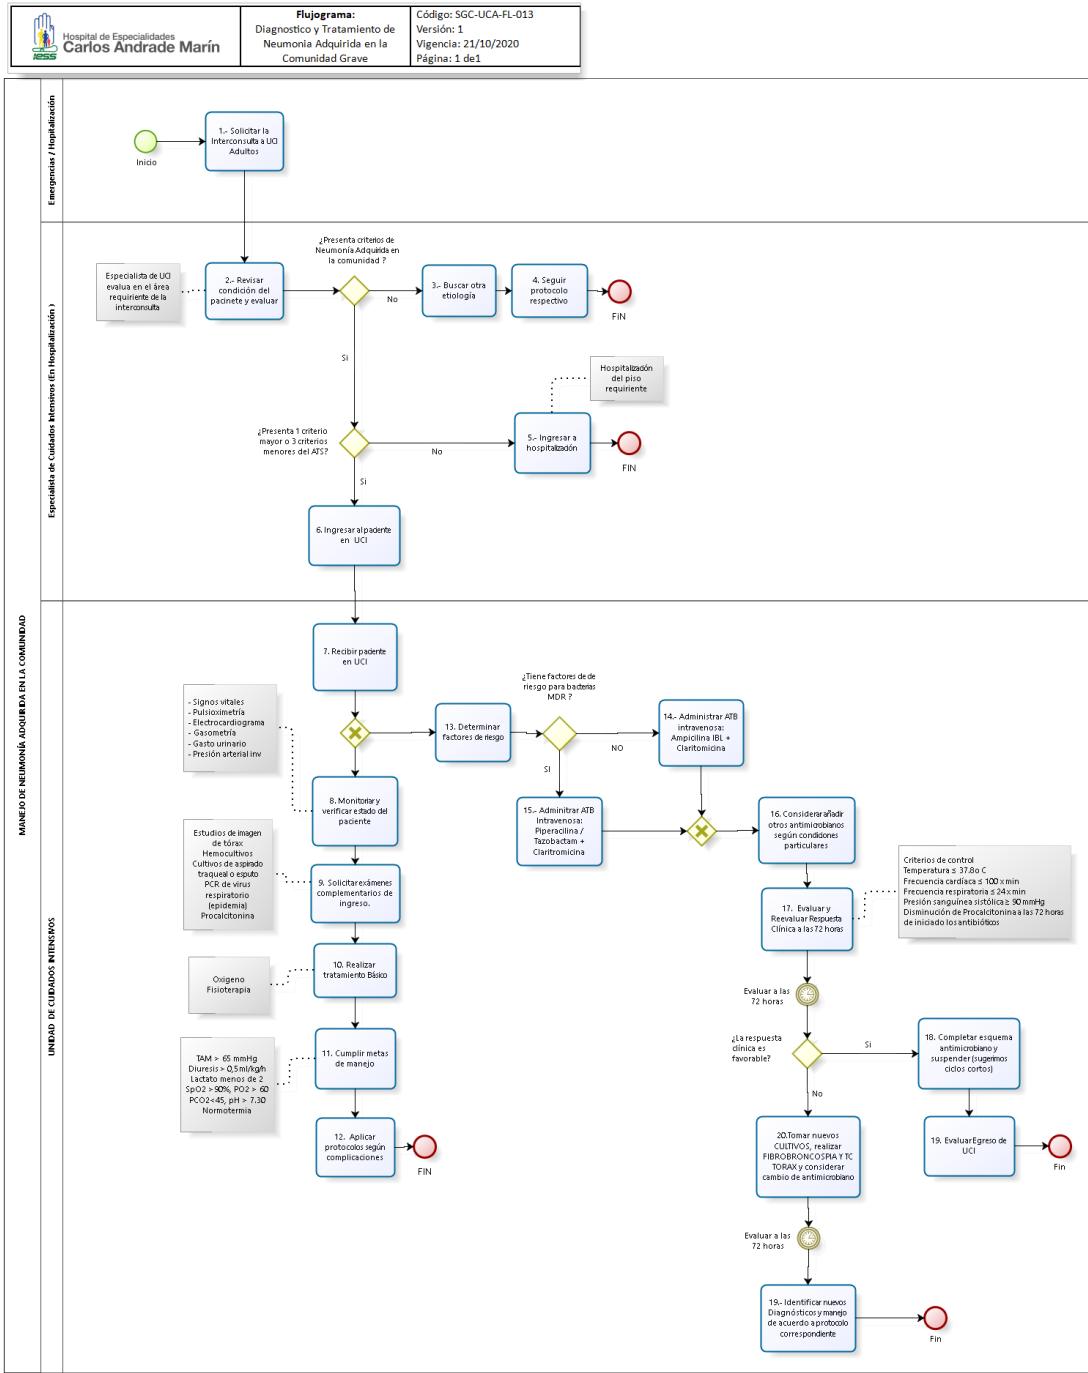 iess
Hospital de Especialidades
Carlos Andrade Marín
Flujograma:
Diagnostico y Tratamiento de
Neumonia Adquirida en la
Comunidad Grave
Código: SGC-UCA-FL-013
Versión: 1
Vigencia: 21/10/2020
Página: 1 de1
MANEJO DE NEUMONÍA ADQUIRIDA EN LA COMUNIDAD
Emergencias / Hopitalización
Inicio
1.- Solicitar la
Interconsulta a UCI
Adultos
Especialista de Cuidados Intensivos (En Hospitalización )
Especialista de UCI
evalua en el área
requiriente de la
interconsulta
2.- Revisar
condición del
pacinete y evaluar
¿Presenta criterios de
Neumonía Adquirida en
la comunidad ?
No
3.- Buscar otra
etiología
4. Seguir
protocolo
respectivo
FiN
Si
Hospitalización
del piso
requiriente
¿Presenta 1 criterio
mayor o 3 criterios
menores del ATS?
No
5.- Ingresar a
hospitalización
FIN
Si
6. Ingresar al paciente
en UCI
UNIDAD DE CUIDADOS INTENSIVOS
7. Recibir paciente
en UCI
- Signos vitales
- Pulsioximetría
- Electrocardiograma
- Gasometría
- Gasto urinario
- Presión arterial inv
13. Determinar
factores de riesgo
¿Tiene factores de de
riesgo para bacterias
MDR ?
NO
SI
14.- Administrar ATB
intravenosa:
Ampicilina IBL +
Claritomicina
8. Monitoriar y
verificar estado del
paciente
15.- Adminitrar ATB
Intravenosa:
Piperacilina /
Tazobactam +
Claritromicina
16. Considerar añadir
otros antimicrobianos
según condiciones
particulares
Estudios de imagen
de tórax
Hemocultivos
Cultivos de aspirado
traqueal o esputo
PCR de virus
respiratorio
(epidemia)
Procalcitonina
9. Solicitar exámenes
complementarios de
ingreso.
17. Evaluar y
Reevaluar Respuesta
Clínica a las 72 horas
Criterios de control
Temperatura ≤ 37.8o C
Frecuencia cardíaca ≤ 100 x min
Frecuencia respiratoria ≤ 24 x min
Presión sanguínea sistólica ≥ 90 mmHg
Disminución de Procalcitonina a las 72 horas
de iniciado los antibióticos
Oxigeno
Fisioterapia
10. Realizar
tratamiento Básico
Evaluar a las
72 horas
TAM > 65 mmHg
Diuresis > 0,5 ml/kg/h
Lactato menos de 2
SpO2 > 90%, PO2 > 60
PCO2<45, pH > 7.30
Normotermia
11. Cumplir metas
de manejo
¿La respuesta
clínica es
favorable?
Si
18. Completar esquema
antimicrobiano y
suspender (sugerimos
ciclos cortos)
No
12. Aplicar
protocolos según
complicaciones
FIN
20.Tomar nuevos
CULTIVOS, realizar
FIBROBRONCOSPIA Y TC
TORAX y considerar
cambio de antimicrobiano
19. Evaluar Egreso de
UCI
Fin
Evaluar a las
72 horas
19.- Identificar nuevos
Diagnósticos y manejo
de acuerdo a protocolo
correspondiente
Fin